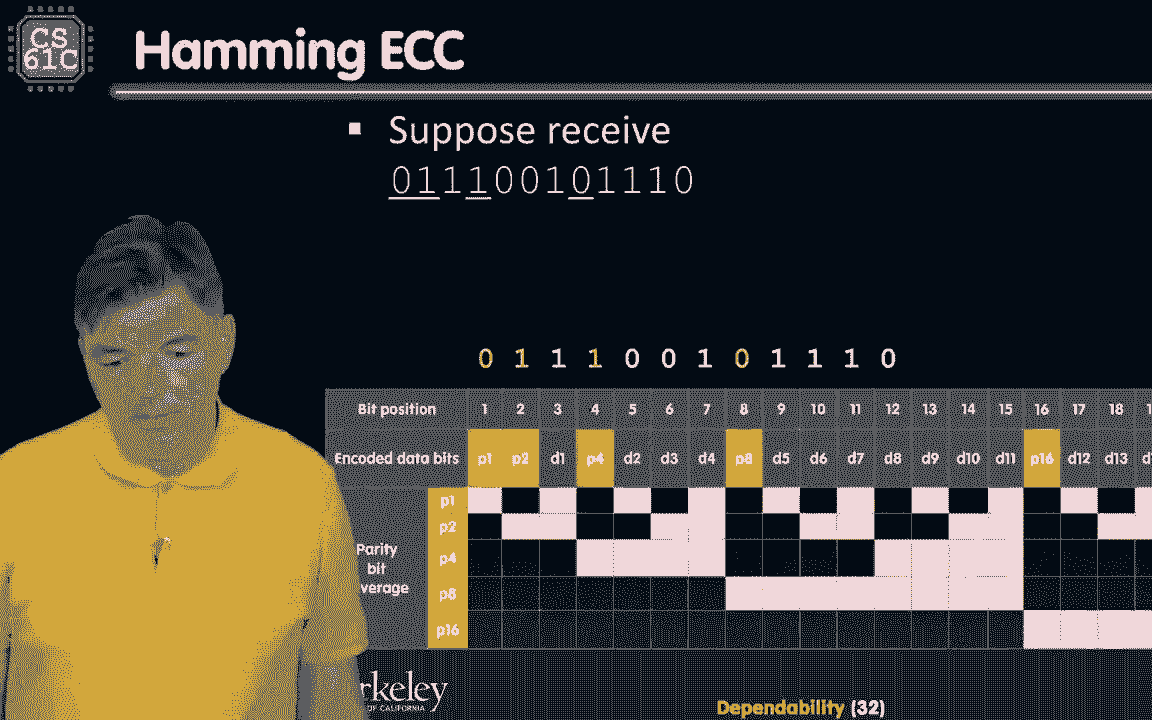 CS
61C
Hamming ECC
▪ Suppose receive
011100101110
0 1 1 1 0 0 1 0 1 1 1 0
Bit position 1 2 3 4 5 6 7 8 9 10 11 12 13 14 15 16 17 18
Encoded data bits p1 p2 d1 p4 d2 d3 d4 p8 d5 d6 d7 d8 d9 d10 d11 p16 d12 d13
Parity
bit
verage
p1
p2
p4
p8
p16
rkeley
OF CALIFORNIA
Dependability (32)